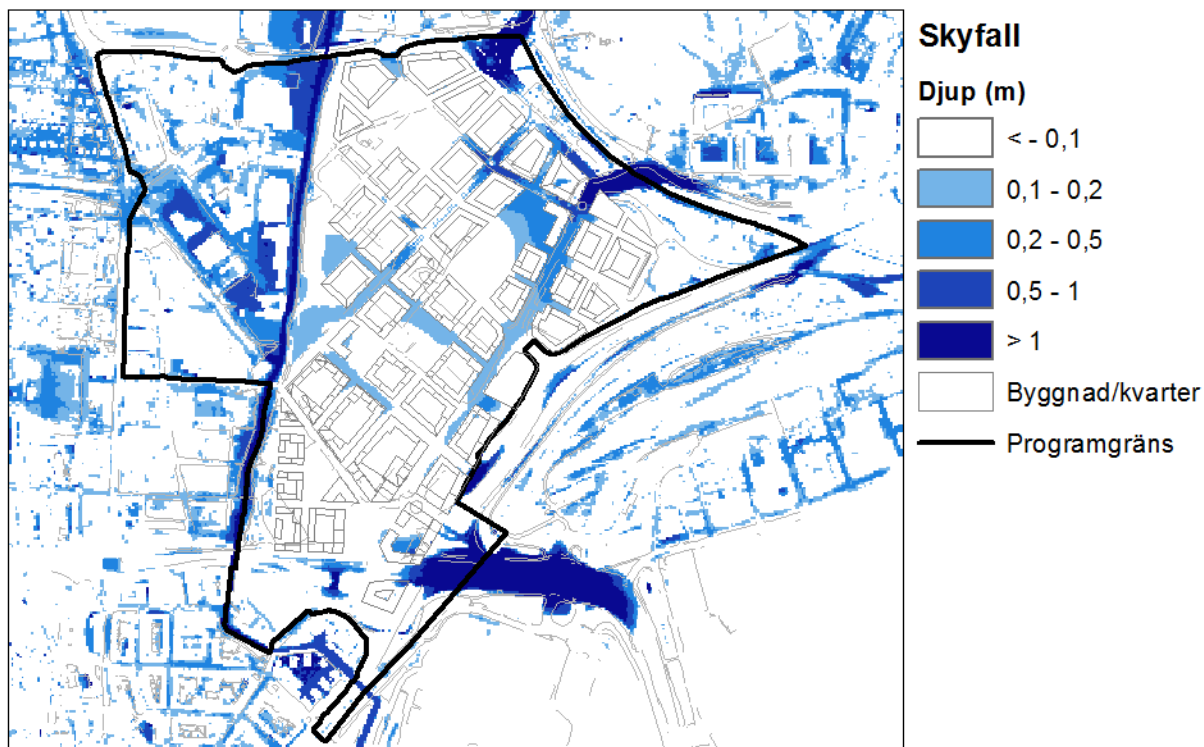 Skyfall
Djup (m)
< - 0,1
0,1 - 0,2
0,2 - 0,5
0,5 - 1
> 1
Byggnad/kvarter
Programgräns